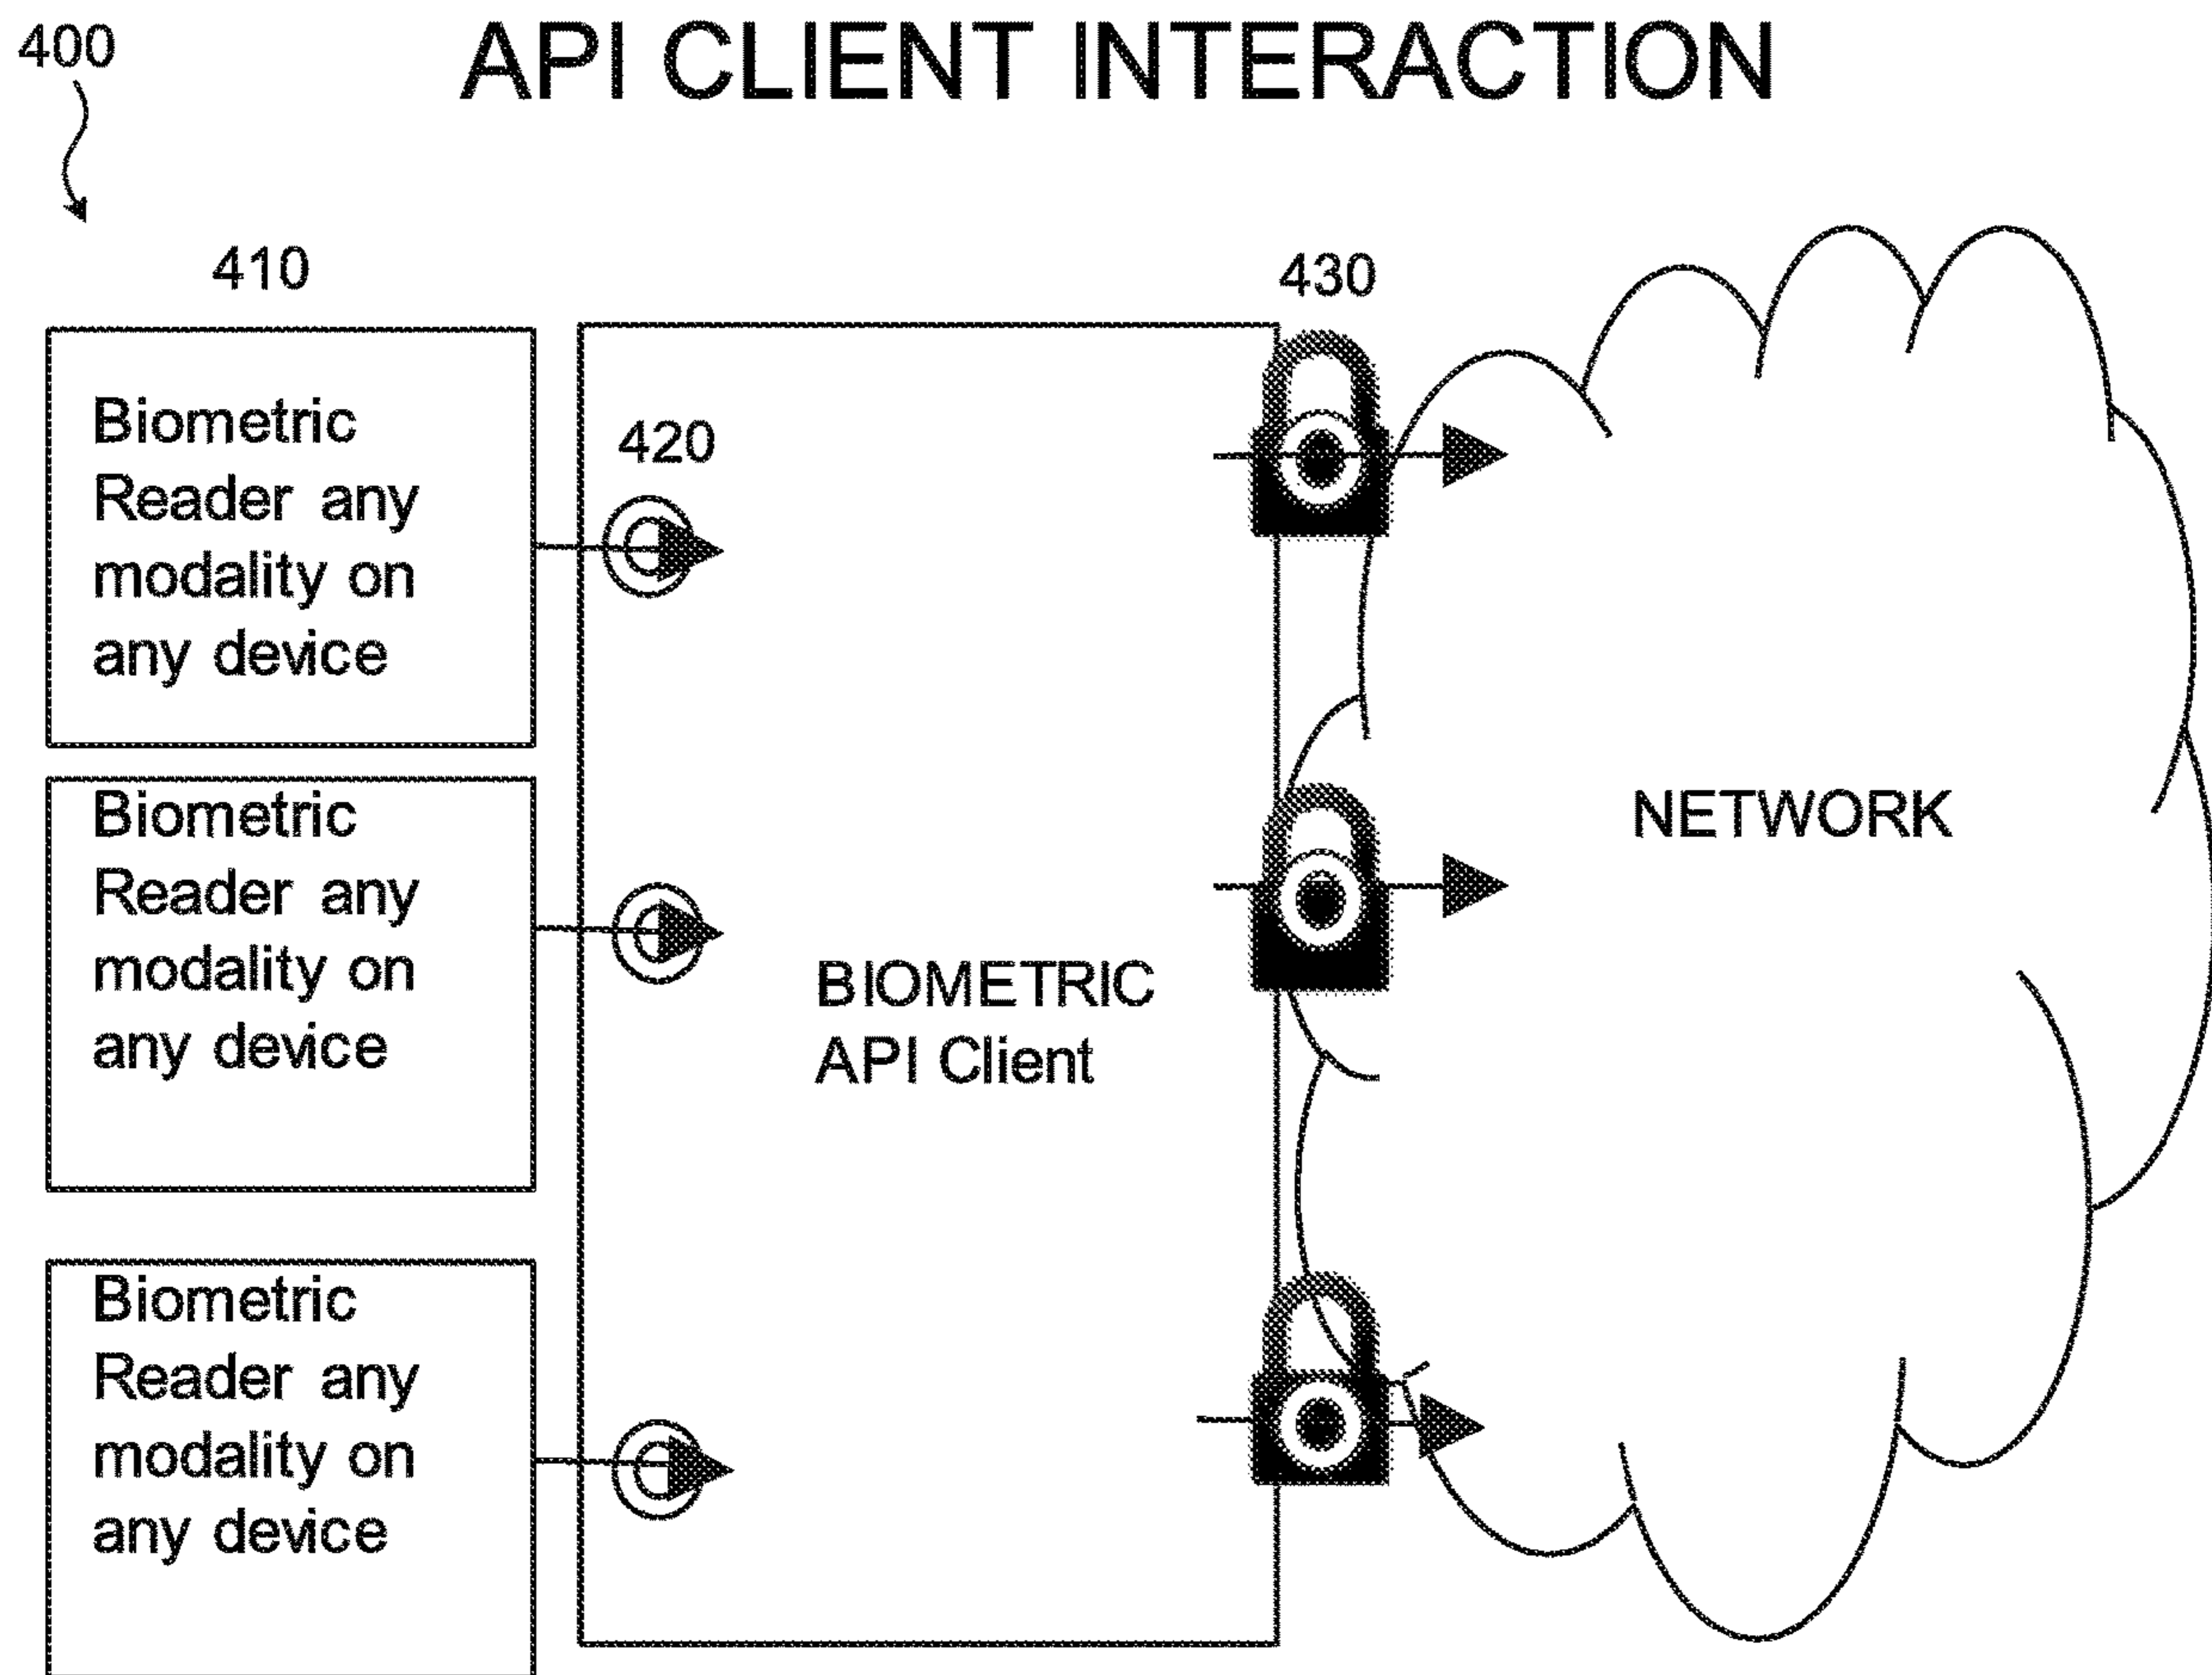 400
API CLIENT INTERACTION
410
430
Biometric
Reader any
modality on
any device
420
Biometric
Reader any
modality on
any device
NETWORK
BIOMETRIC
API Client
Biometric
Reader any
modality on
any device